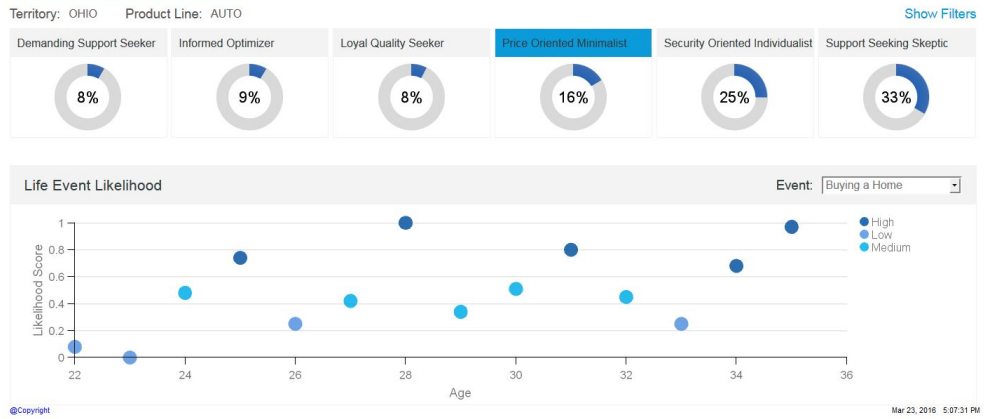 Territory: OHIO Product Line: AUTO Show Filters
Demanding Support Seeker Informed Optimizer Loyal Quality Seeker Price Oriented Minimalist Security Oriented Individualist Support Seeking Skeptic
8% 9% 8% 16% 25% 33%
Life Event Likelihood Event: Buying a Home
High
Low
Medium
Likelihood Score
1
0.8
0.6
0.4
0.2
0
22 24 26 28 30 32 34 36
Age
@Copyright Mar 23, 2016 5:07:31 PM